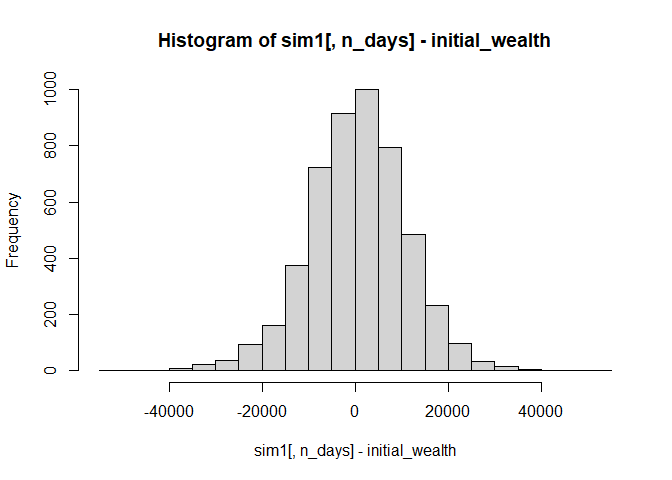 Histogram of sim1[, n_days] - initial_wealth
Frequency
1000
800
600
400
200
0
-40000 -20000 0 20000 40000
sim1[, n_days] - initial_wealth